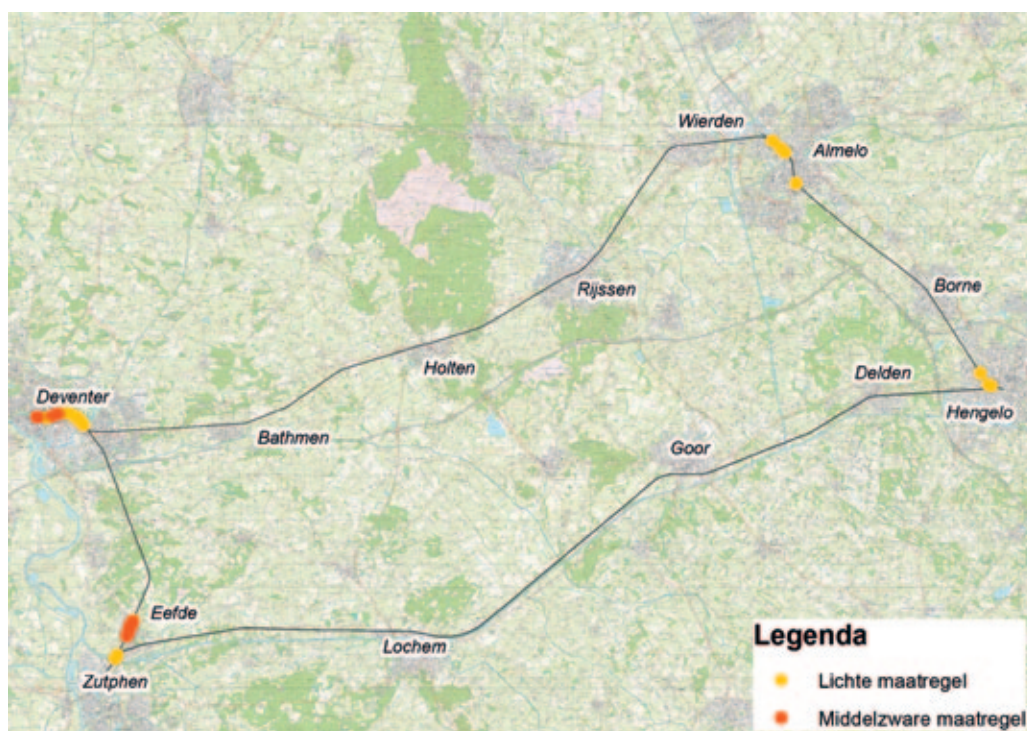 Wierden
Almelo
Rijssen
Borne
Holten
Delden
Deventer
Hengelo
Bathmen
Goor
Eefde
Lochem
Zutphen
Legenda
Lichte maatregel
Middelzware maatregel